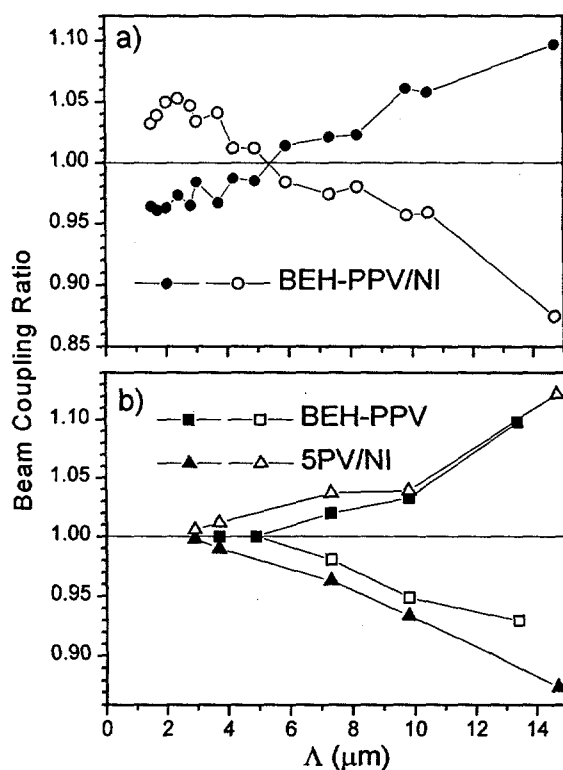 a)
1.10
1.05
1.00
0.95
0.90
0.85
BEH-PPV/NI
Beam Coupling Ratio
b)
BEH-PPV
5PV/NI
1.10
1.05
1.00
0.95
0.90
0 2 4 6 8 10 12 14
Λ (μm)